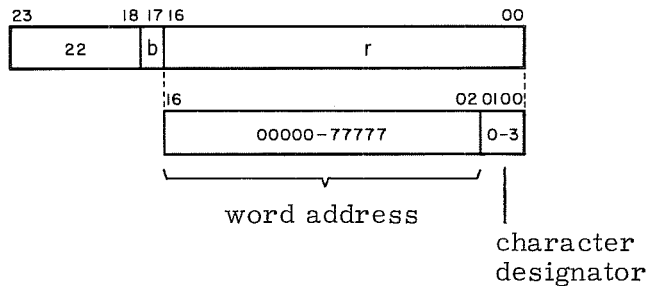 23 18 17 16 00
22 b r
16 02 01 00
00000-77777 0-3
word address
character
designator